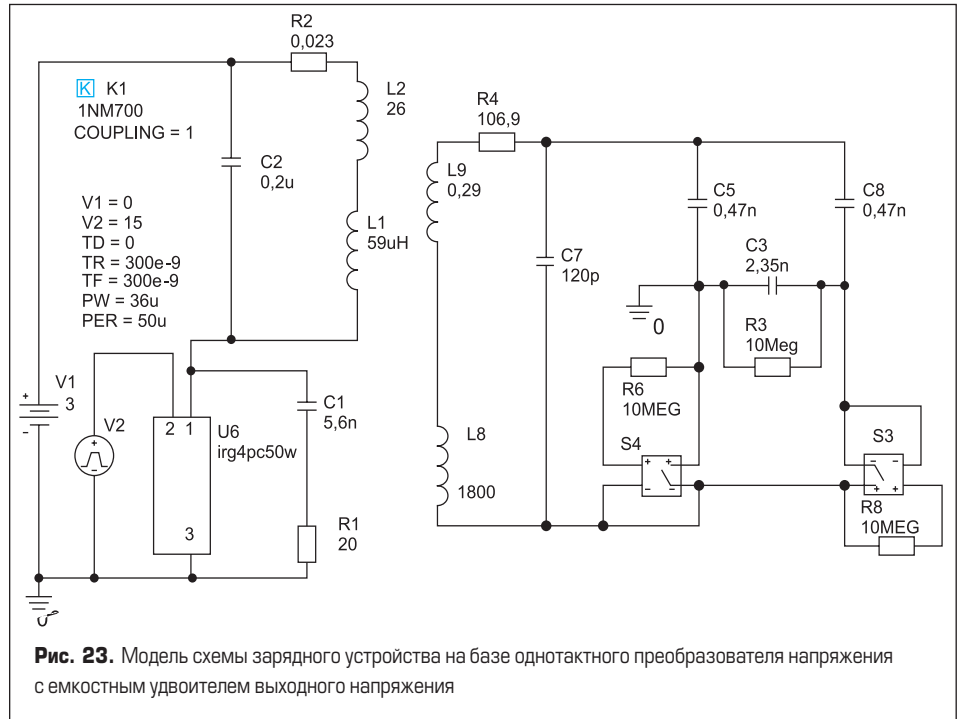 R2
0,023
K K1
1NM700
COUPLING = 1
L2
26
R4
106,9
C2
0,2u
L9
0,29
C5
0,47n
C8
0,47n
V1 = 0
V2 = 15
TD = 0
TR = 300e-9
TF = 300e-9
PW = 36u
PER = 50u
L1
59uH
C7
120p
C3
2,35n
0
R3
10Meg
V1
3
+
-
V2
+
2 1
U6
irg4pc50w
3
C1
5,6n
R6
10MEG
L8
1800
S4
+ +
- -
S3
- -
+ +
R1
20
R8
10MEG
Рис. 23. Модель схемы зарядного устройства на базе однотактного преобразователя напряжения
с емкостным удвоителем выходного напряжения